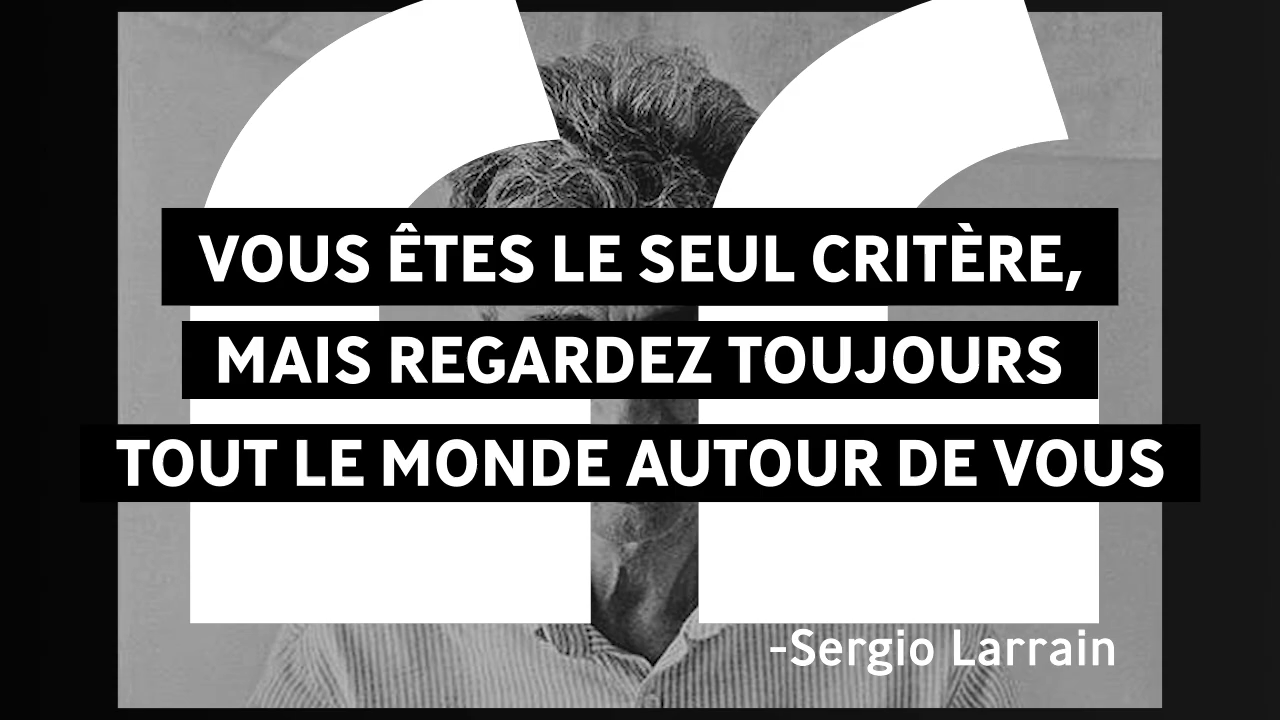 VOUS ÊTES LE SEUL CRITÈRE,
MAIS REGARDEZ TOUJOURS
TOUT LE MONDE AUTOUR DE VOUS
-Sergio Larrain